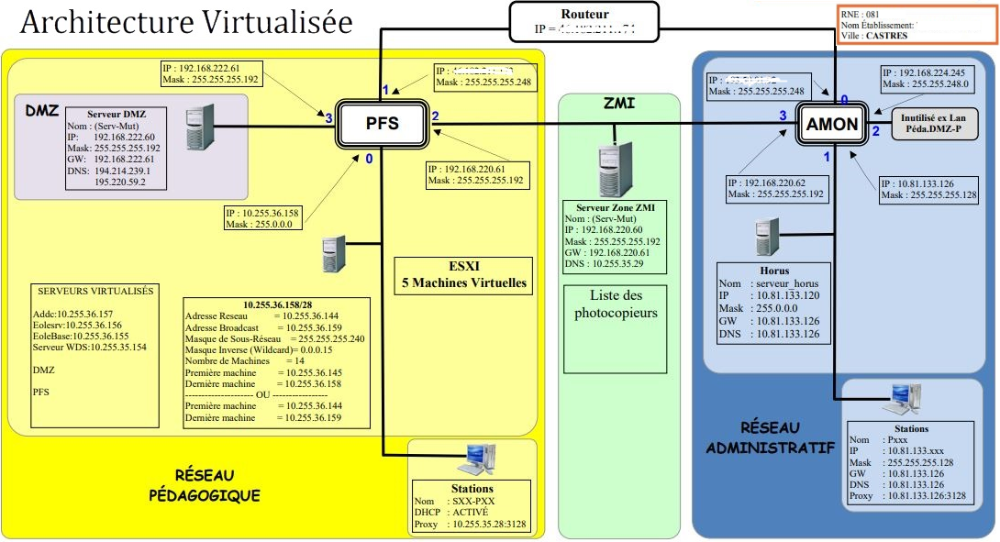 Architecture Virtualisée
Routeur
IP =
RNE : 081
Nom Établissement:
Ville : CASTRES
IP : 192.168.222.61
Mask : 255.255.255.192
IP :
Mask : 255.255.255.248
IP :
Mask : 255.255.255.248
IP : 192.168.224.245
Mask : 255.255.248.0
DMZ
Serveur DMZ
Nom : (Serv-Mut)
IP: 192.168.222.60
Mask: 255.255.255.192
GW: 192.168.222.61
DNS: 194.214.239.1
195.220.59.2
1
3
PFS
2
0
ZMI
0
3
AMON
2
1
Inutilisé ex Lan
Péda.DMZ-P
IP : 192.168.220.61
Mask : 255.255.255.192
IP : 192.168.220.62
Mask : 255.255.255.192
IP : 10.81.133.126
Mask : 255.255.255.128
IP : 10.255.36.158
Mask : 255.0.0.0
Serveur Zone ZMI
Nom : (Serv-Mut)
IP : 192.168.220.60
Mask : 255.255.255.192
GW : 192.168.220.61
DNS : 10.255.35.29
ESXI
5 Machines Virtuelles
Horus
Nom : serveur_horus
IP : 10.81.133.120
Mask : 255.0.0.0
GW : 10.81.133.126
DNS : 10.81.133.126
Liste des
photocopieurs
SERVEURS VIRTUALISÉS
Addc:10.255.36.157
Eolesrv:10.255.36.156
EoleBase:10.255.36.155
Serveur WDS:10.255.35.154
DMZ
PFS
10.255.36.158/28
Adresse Reseau = 10.255.36.144
Adresse Broadcast = 10.255.36.159
Masque de Sous-Réseau = 255.255.255.240
Masque Inverse (Wildcard)= 0.0.0.15
Nombre de Machines = 14
Première machine = 10.255.36.145
Dernière machine = 10.255.36.158
--------------------- OU -----------------
Première machine = 10.255.36.144
Dernière machine = 10.255.36.159
RÉSEAU
PÉDAGOGIQUE
Stations
Nom : SXX-PXX
DHCP : ACTIVÉ
Proxy : 10.255.35.28:3128
RÉSEAU
ADMINISTRATIF
Stations
Nom : Pxxx
IP : 10.81.133.xxx
Mask : 255.255.255.128
GW : 10.81.133.126
DNS : 10.81.133.126
Proxy : 10.81.133.126:3128